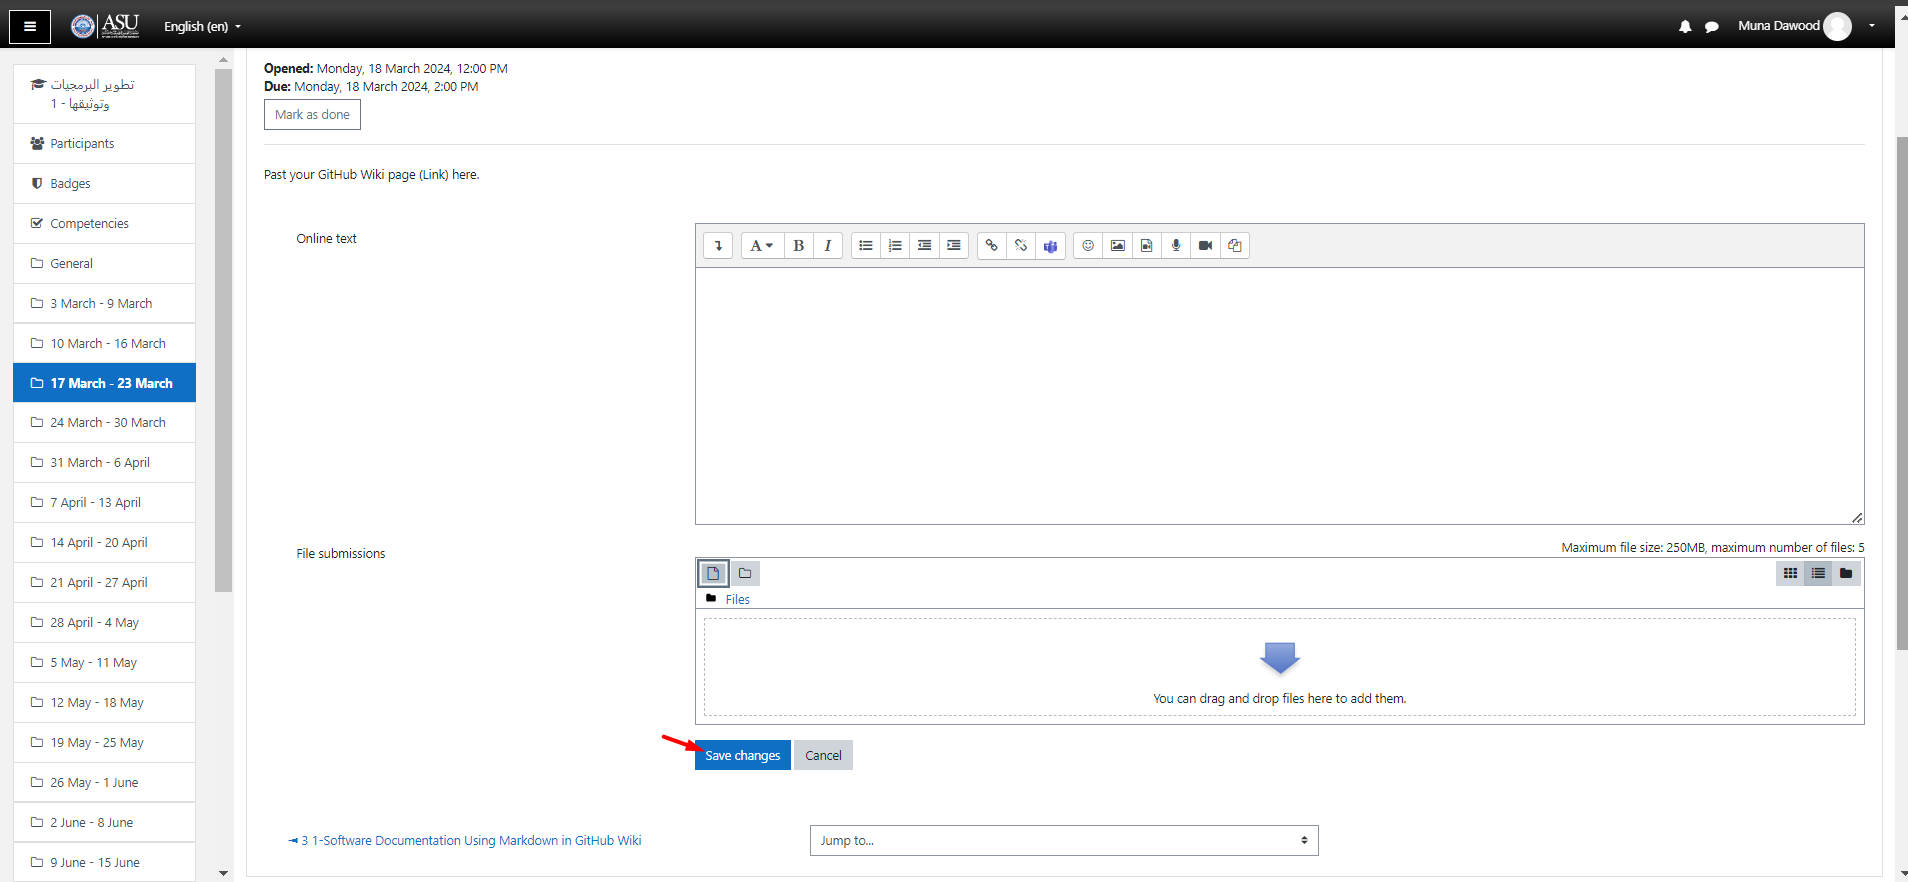 ASU
English (en)
Muna Dawood
تطوير البرمجيات
وتوثيقها - 1
Participants
Badges
Competencies
General
3 March - 9 March
10 March - 16 March
17 March - 23 March
24 March - 30 March
31 March - 6 April
7 April - 13 April
14 April - 20 April
21 April - 27 April
28 April - 4 May
5 May - 11 May
12 May - 18 May
19 May - 25 May
26 May - 1 June
2 June - 8 June
9 June - 15 June
Opened: Monday, 18 March 2024, 12:00 PM
Due: Monday, 18 March 2024, 2:00 PM
Mark as done
Past your GitHub Wiki page (Link) here.
Online text
A B I
File submissions
Maximum file size: 250MB, maximum number of files: 5
Files
You can drag and drop files here to add them.
Save changes Cancel
◄ 3 1-Software Documentation Using Markdown in GitHub Wiki
Jump to...